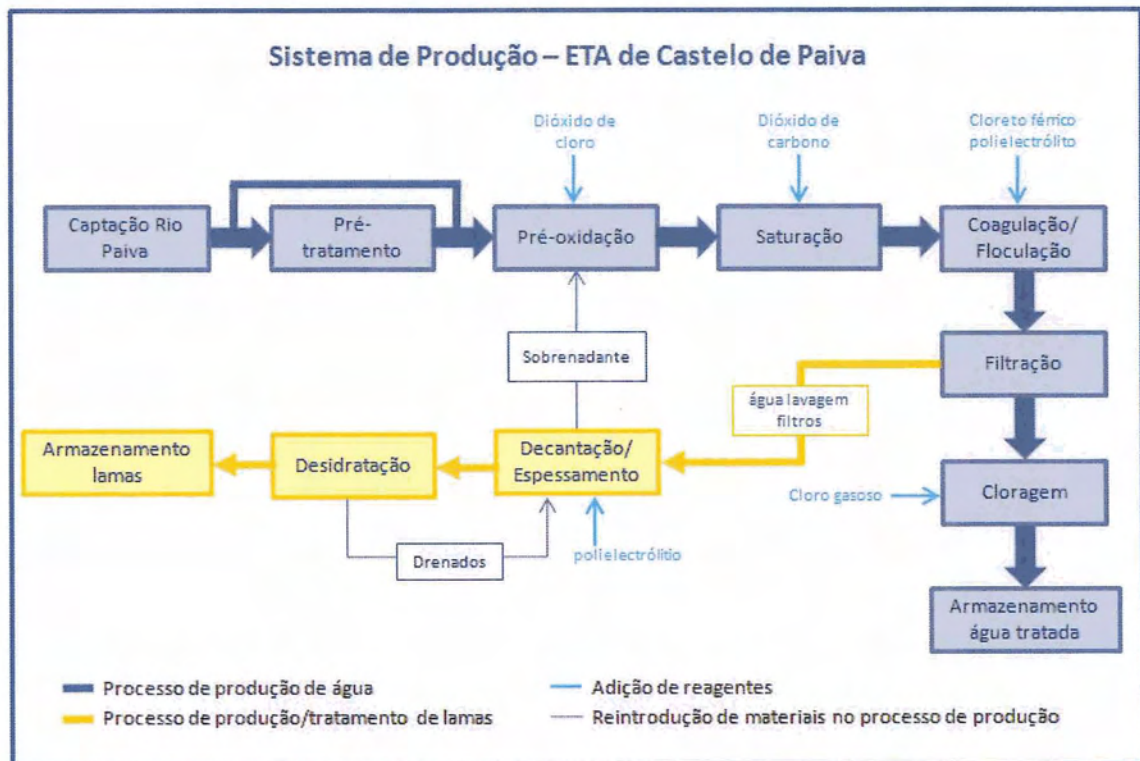 Sistema de Produção – ETA de Castelo de Paiva
Dióxido de
cloro
Dióxido de
carbono
Cloreto férrico
polielectrólito
Captação Rio
Paiva
Pré-
tratamento
Pré-oxidação
Saturação
Coagulação/
Floculação
Sobrenadante
Filtração
água lavagem
filtros
Armazenamento
lamas
Desidratação
Decantação/
Espessamento
Cloro gasoso
Cloragem
Drenados
polielectrólitio
Armazenamento
água tratada
Processo de produção de água
Adição de reagentes
Processo de produção/tratamento de lamas
Reintrodução de materiais no processo de produção